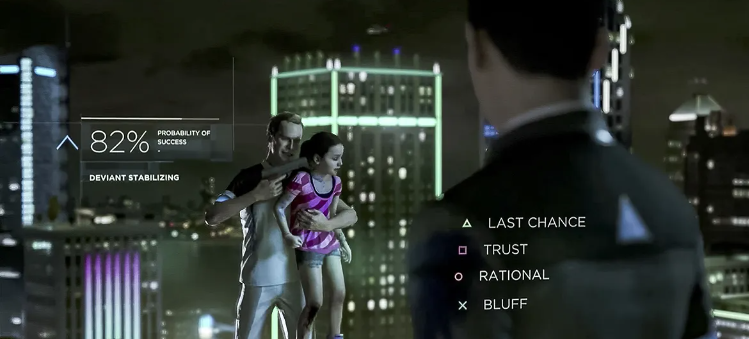 82%
PROBABILITY OF
SUCCESS
DEVIANT STABILIZING
LAST CHANCE
TRUST
RATIONAL
BLUFF